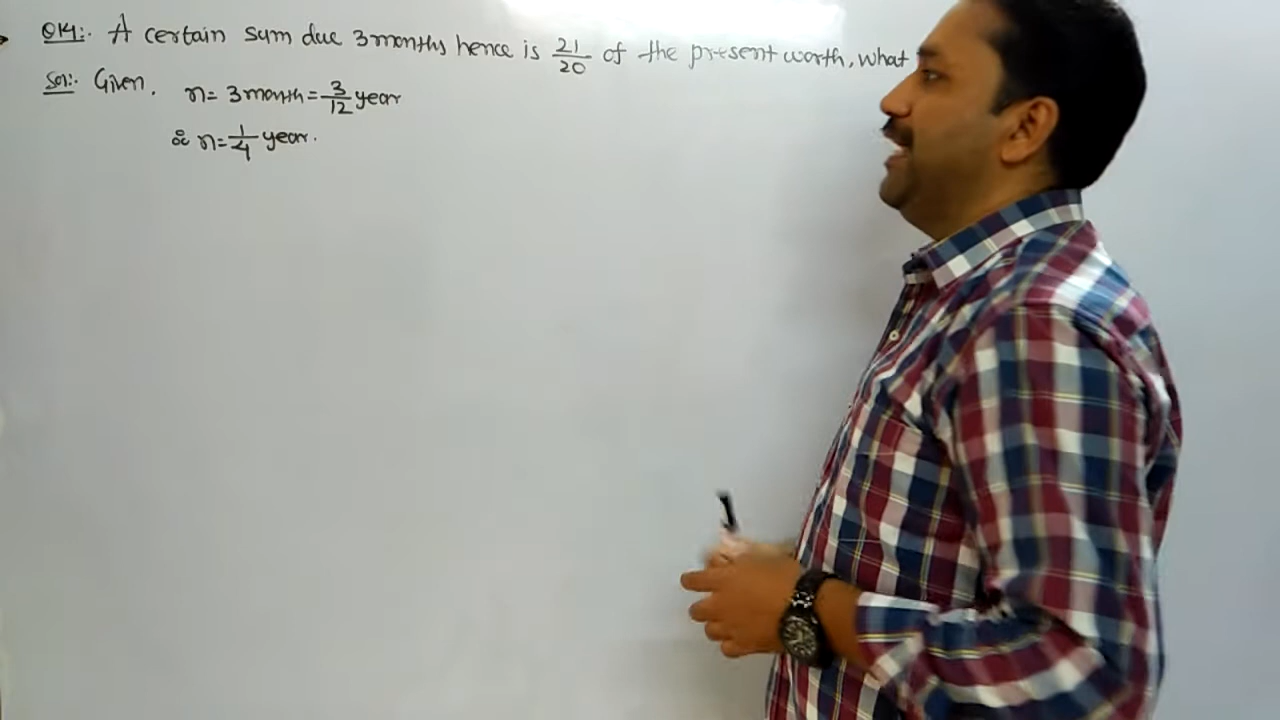 Q14:. A certain sum due 3 months hence is 21/20 of the present worth, what
Sol:. Given, n = 3 month = 3/12 year
∴ n = 1/4 year.